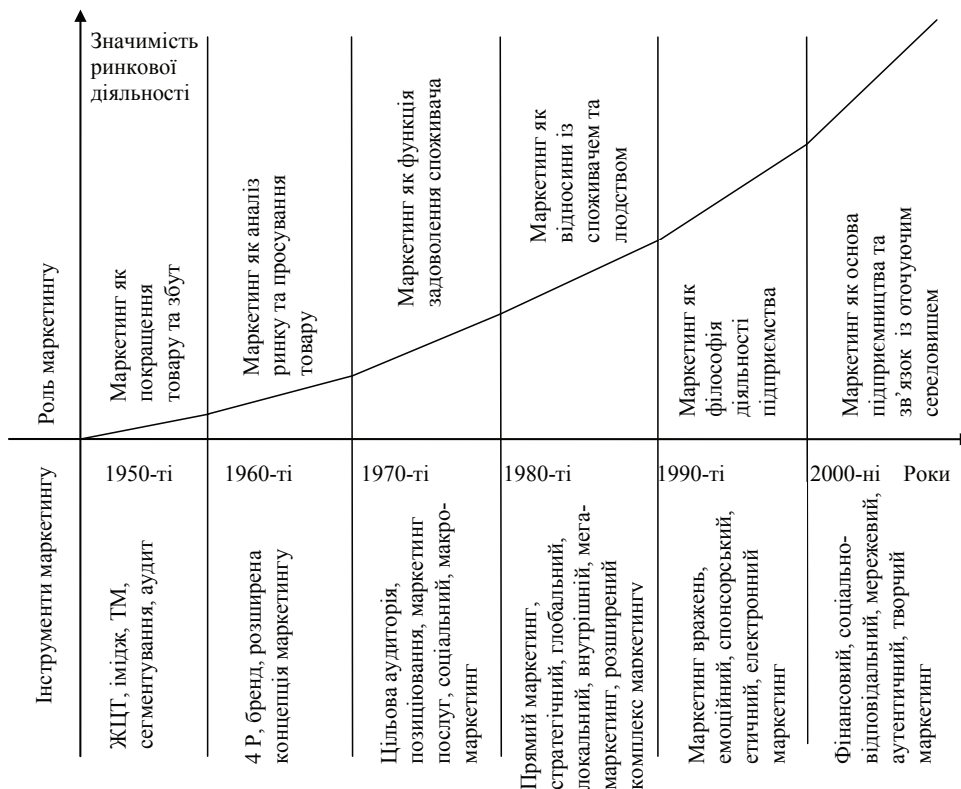 Значимість
ринкової
діяльності
Роль маркетингу
Маркетинг як
покращення
товару та збут
Маркетинг як аналіз
ринку та просування
товару
Маркетинг як функція
задоволення споживача
Маркетинг як
відносини із
споживачем та
людством
Маркетинг як
філософія
діяльності
підприємства
Маркетинг як основа
підприємництва та
зв’язок із оточуючим
середовищем
1950-ті
1960-ті
1970-ті
1980-ті
1990-ті
2000-ні
Роки
Інструменти маркетингу
ЖЦТ, імідж, ТМ,
сегментування, аудит
4 Р, бренд, розширена
концепція маркетингу
Цільова аудиторія,
позиціювання, маркетинг
послуг, соціальний, макро-
маркетинг
Прямий маркетинг,
стратегічний, глобальний,
локальний, внутрішній, мега-
маркетинг, розширений
комплекс маркетингу
Маркетинг вражень,
емоційний, спонсорський,
етичний, електронний
маркетинг
Фінансовий, соціально-
відповідальний, мережевий,
аутентичний, творчий
маркетинг